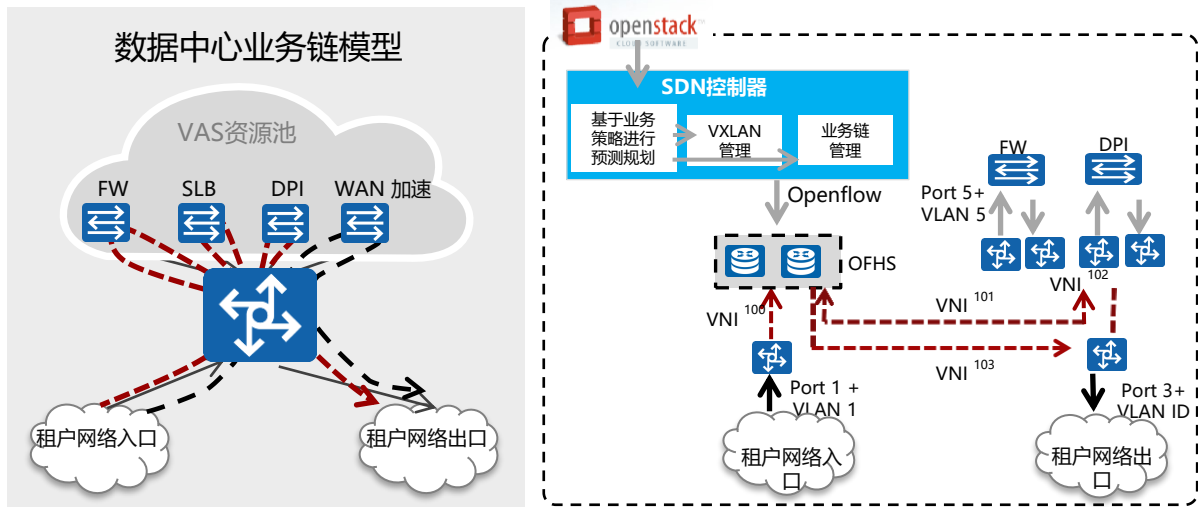 数据中心业务链模型
VAS资源池
FW
SLB
DPI
WAN 加速
租户网络入口
租户网络出口
openstack
CLOUD SOFTWARE
SDN控制器
基于业务
策略进行
预测规划
VXLAN
管理
业务链
管理
Openflow
OFHS
FW
DPI
Port 5+
VLAN 5
VNI 100
VNI 101
VNI 102
VNI 103
Port 1 +
VLAN 1
Port 3+
VLAN ID
租户网络入
口
租户网络出
口